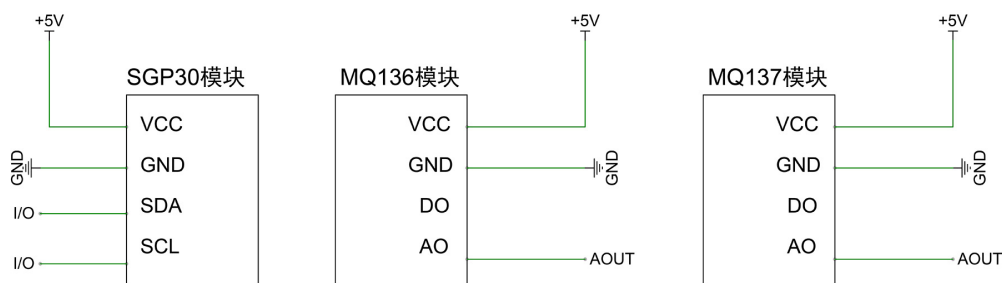 +5V
SGP30模块
VCC
GND
GND
SDA
I/O
SCL
I/O
+5V
MQ136模块
VCC
GND
GND
DO
AO
AOUT
+5V
MQ137模块
VCC
GND
GND
DO
AO
AOUT